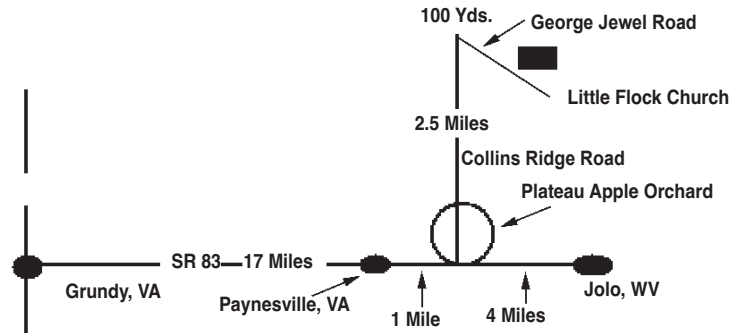 100 Yds.
George Jewel Road
Little Flock Church
2.5 Miles
Collins Ridge Road
Plateau Apple Orchard
SR 83 17 Miles
Grundy, VA
Paynesville, VA
1 Mile
4 Miles
Jolo, WV